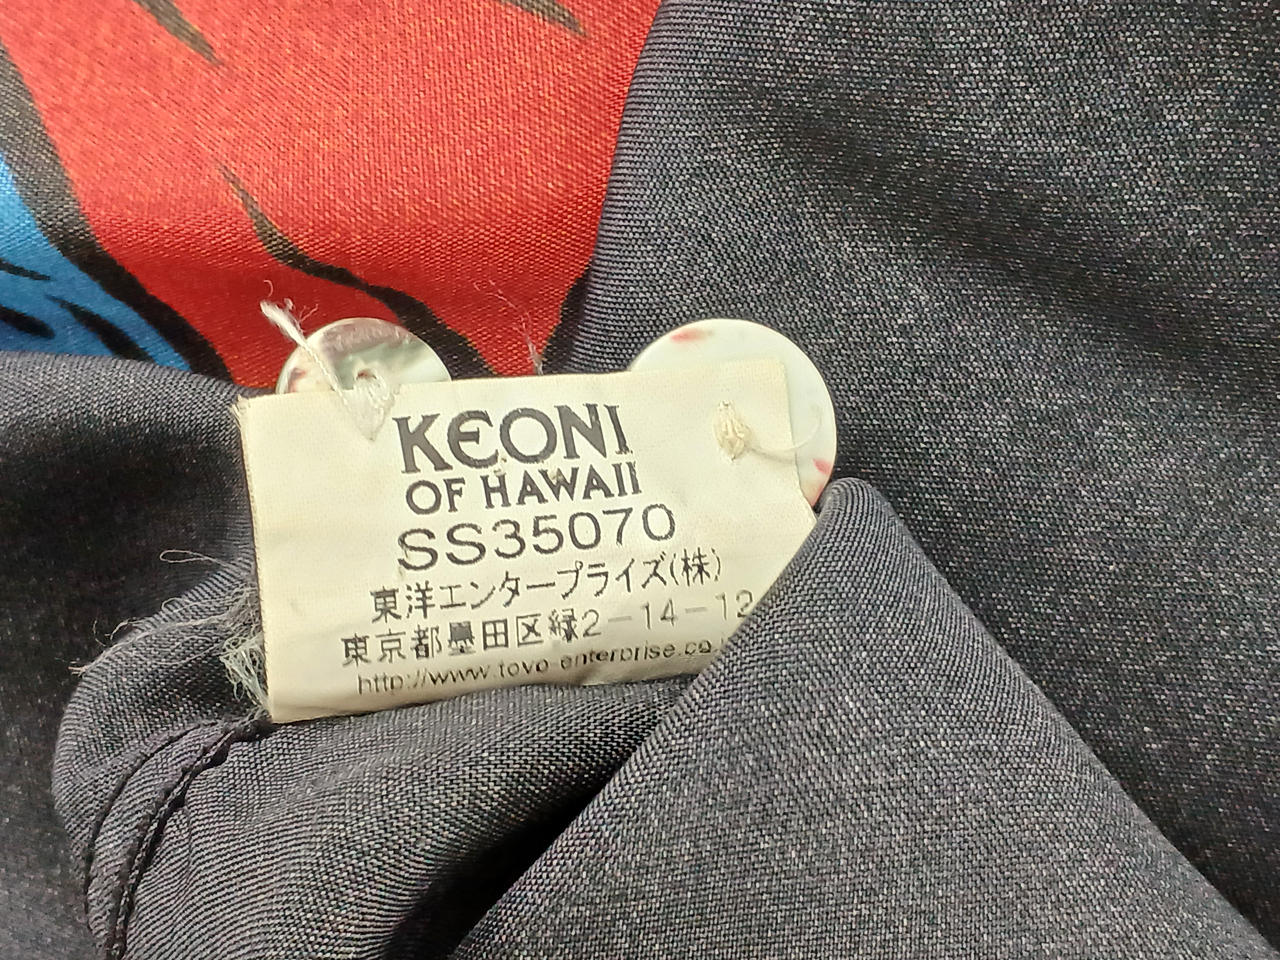 KEONI
OF HAWAII
SS35070
東洋エンタープライズ(株)
東京都墨田区緑2-14-12
http://www.toyo-enterprise.co.